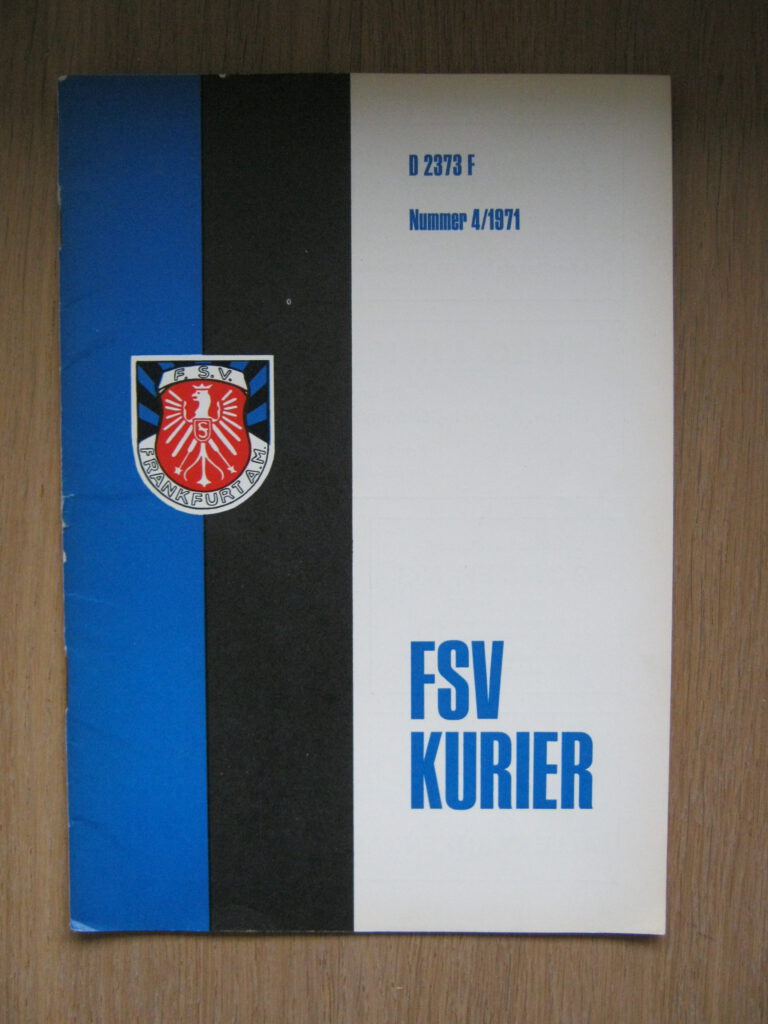 D 2373 F
Nummer 4/1971
F. S. V.
FRANKFURT A.M.
FSV
KURIER